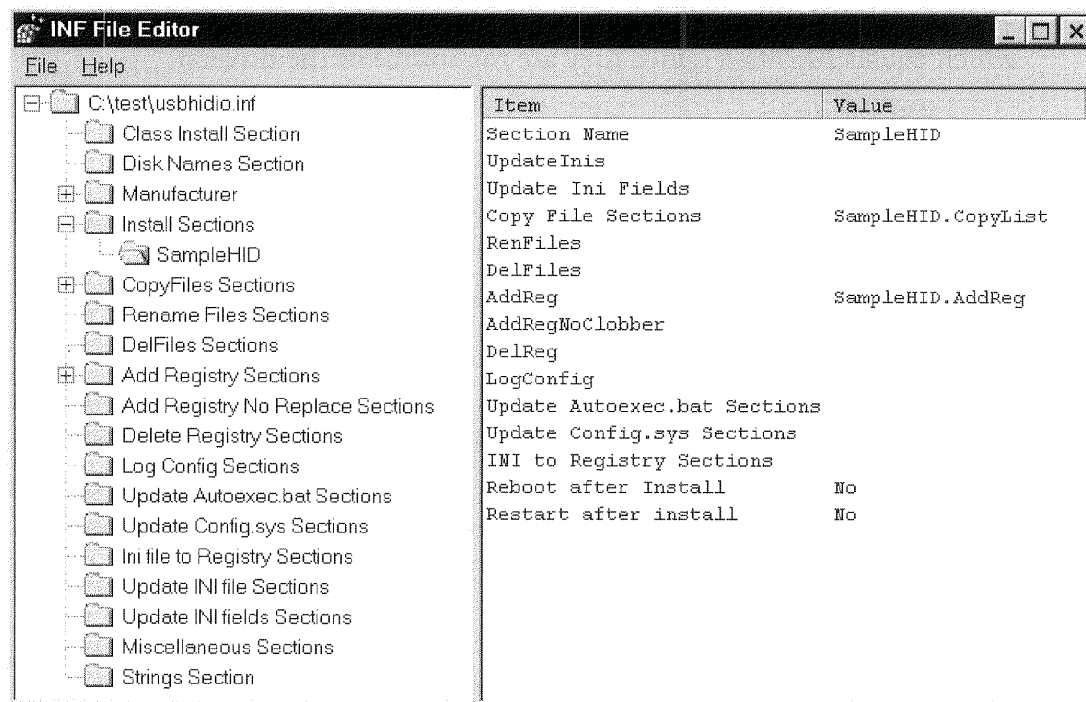 INF File Editor
File Help
C:\test\usbhidio.inf
Class Install Section
Disk Names Section
Manufacturer
Install Sections
SampleHID
CopyFiles Sections
Rename Files Sections
DelFiles Sections
Add Registry Sections
Add Registry No Replace Sections
Delete Registry Sections
Log Config Sections
Update Autoexec.bat Sections
Update Config.sys Sections
Ini file to Registry Sections
Update INI file Sections
Update INI fields Sections
Miscellaneous Sections
Strings Section
Item Value
Section Name SampleHID
UpdateInis
Update Ini Fields
Copy File Sections SampleHID.CopyList
RenFiles
DelFiles
AddReg SampleHID.AddReg
AddRegNoClobber
DelReg
LogConfig
Update Autoexec.bat Sections
Update Config.sys Sections
INI to Registry Sections
Reboot after Install No
Restart after install No